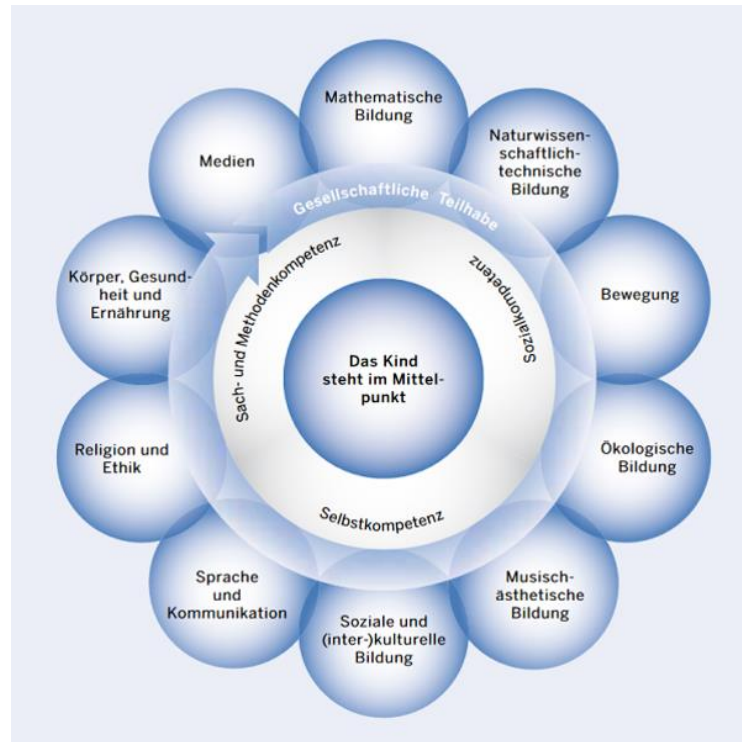 Mathematische
Bildung
Naturwissen-
schaftlich-
technische
Bildung
Bewegung
Ökologische
Bildung
Musisch-
ästhetische
Bildung
Soziale und
(inter-)kulturelle
Bildung
Sprache
und
Kommunikation
Religion und
Ethik
Körper, Gesund-
heit und
Ernährung
Medien
Gesellschaftliche Teilhabe
Sach- und Methodenkompetenz
Sozialkompetenz
Selbstkompetenz
Das Kind
steht im Mittel-
punkt